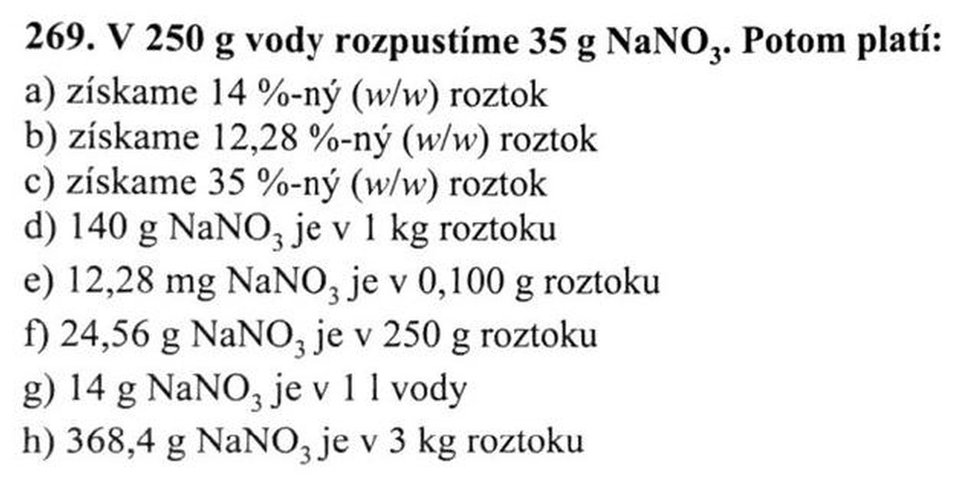 269. V 250 g vody rozpustíme 35 g NaNO₃. Potom platí:
a) získame 14 %-ný (w/w) roztok
b) získame 12,28 %-ný (w/w) roztok
c) získame 35 %-ný (w/w) roztok
d) 140 g NaNO₃ je v 1 kg roztoku
e) 12,28 mg NaNO₃ je v 0,100 g roztoku
f) 24,56 g NaNO₃ je v 250 g roztoku
g) 14 g NaNO₃ je v 1 l vody
h) 368,4 g NaNO₃ je v 3 kg roztoku